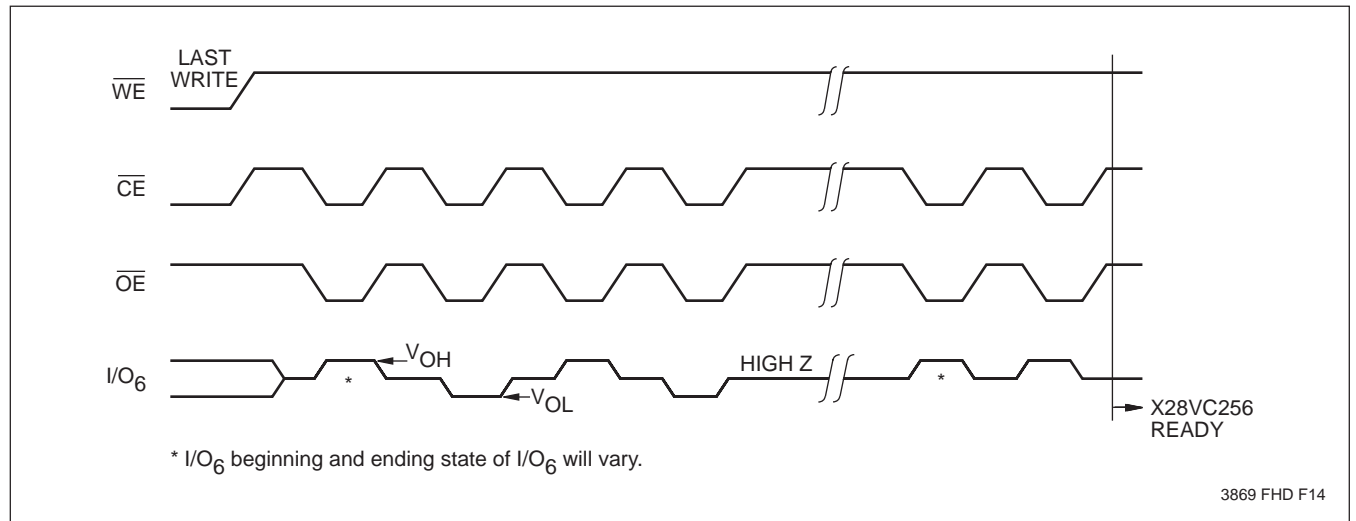 LAST
WRITE
WE
CE
OE
I/O6
VOH
*
VOL
HIGH Z
*
X28VC256
READY
* I/O6 beginning and ending state of I/O6 will vary.
3869 FHD F14